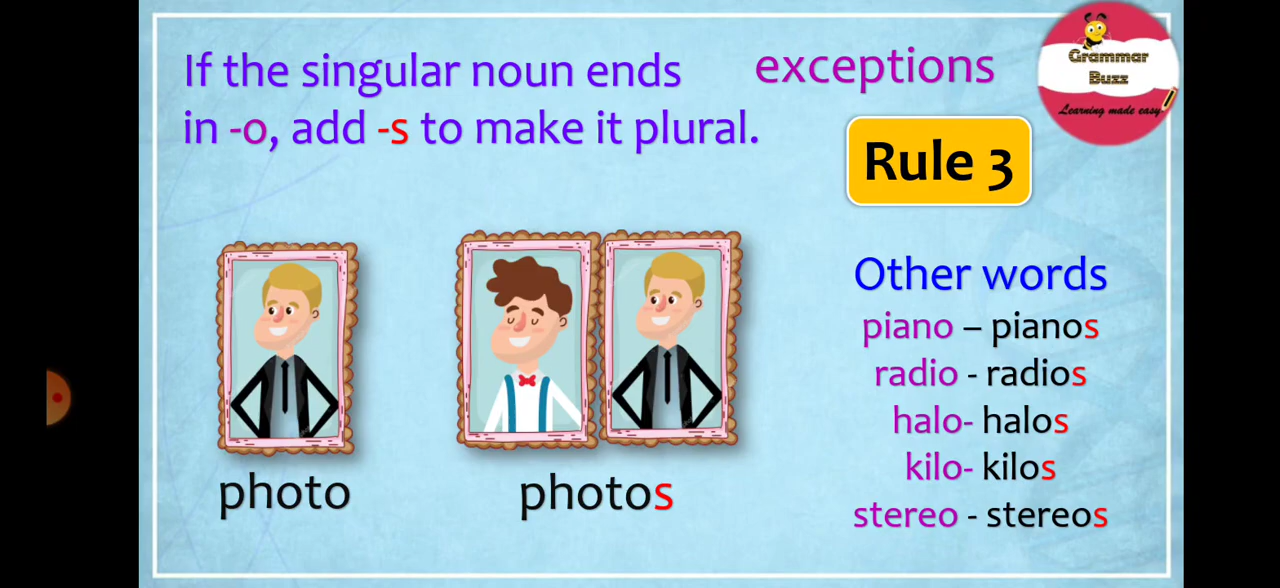 If the singular noun ends
in -o, add -s to make it plural.
exceptions
Grammar
Buzz
Learning made easy
Rule 3
photo
photos
Other words
piano – pianos
radio - radios
halo- halos
kilo- kilos
stereo - stereos